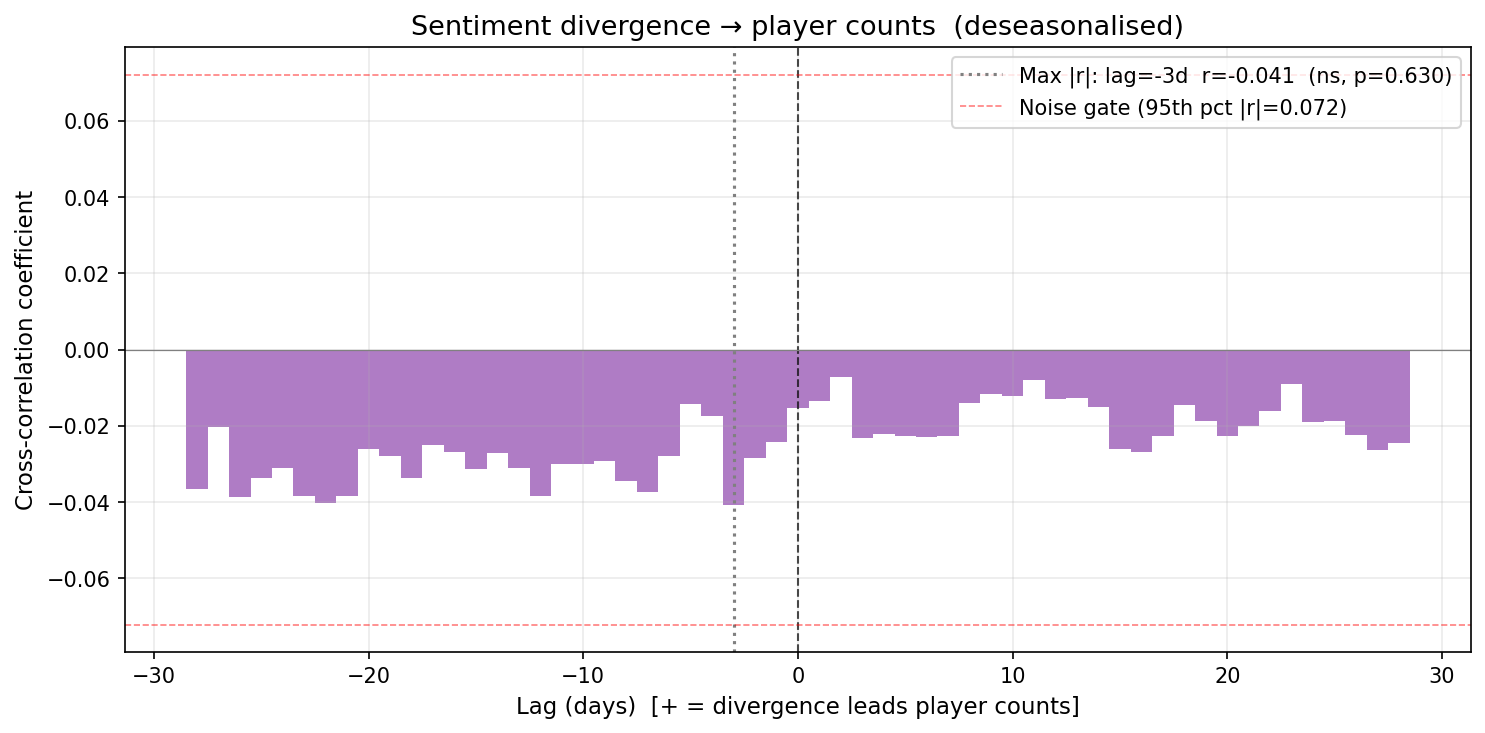 Sentiment divergence → player counts  (deseasonalised)
Max |r|: lag=-3d  r=-0.041  (ns, p=0.630)
Noise gate (95th pct |r|=0.072)
Cross-correlation coefficient
0.06
0.04
0.02
0.00
−0.02
−0.04
−0.06
−30
−20
−10
0
10
20
30
Lag (days)  [+ = divergence leads player counts]